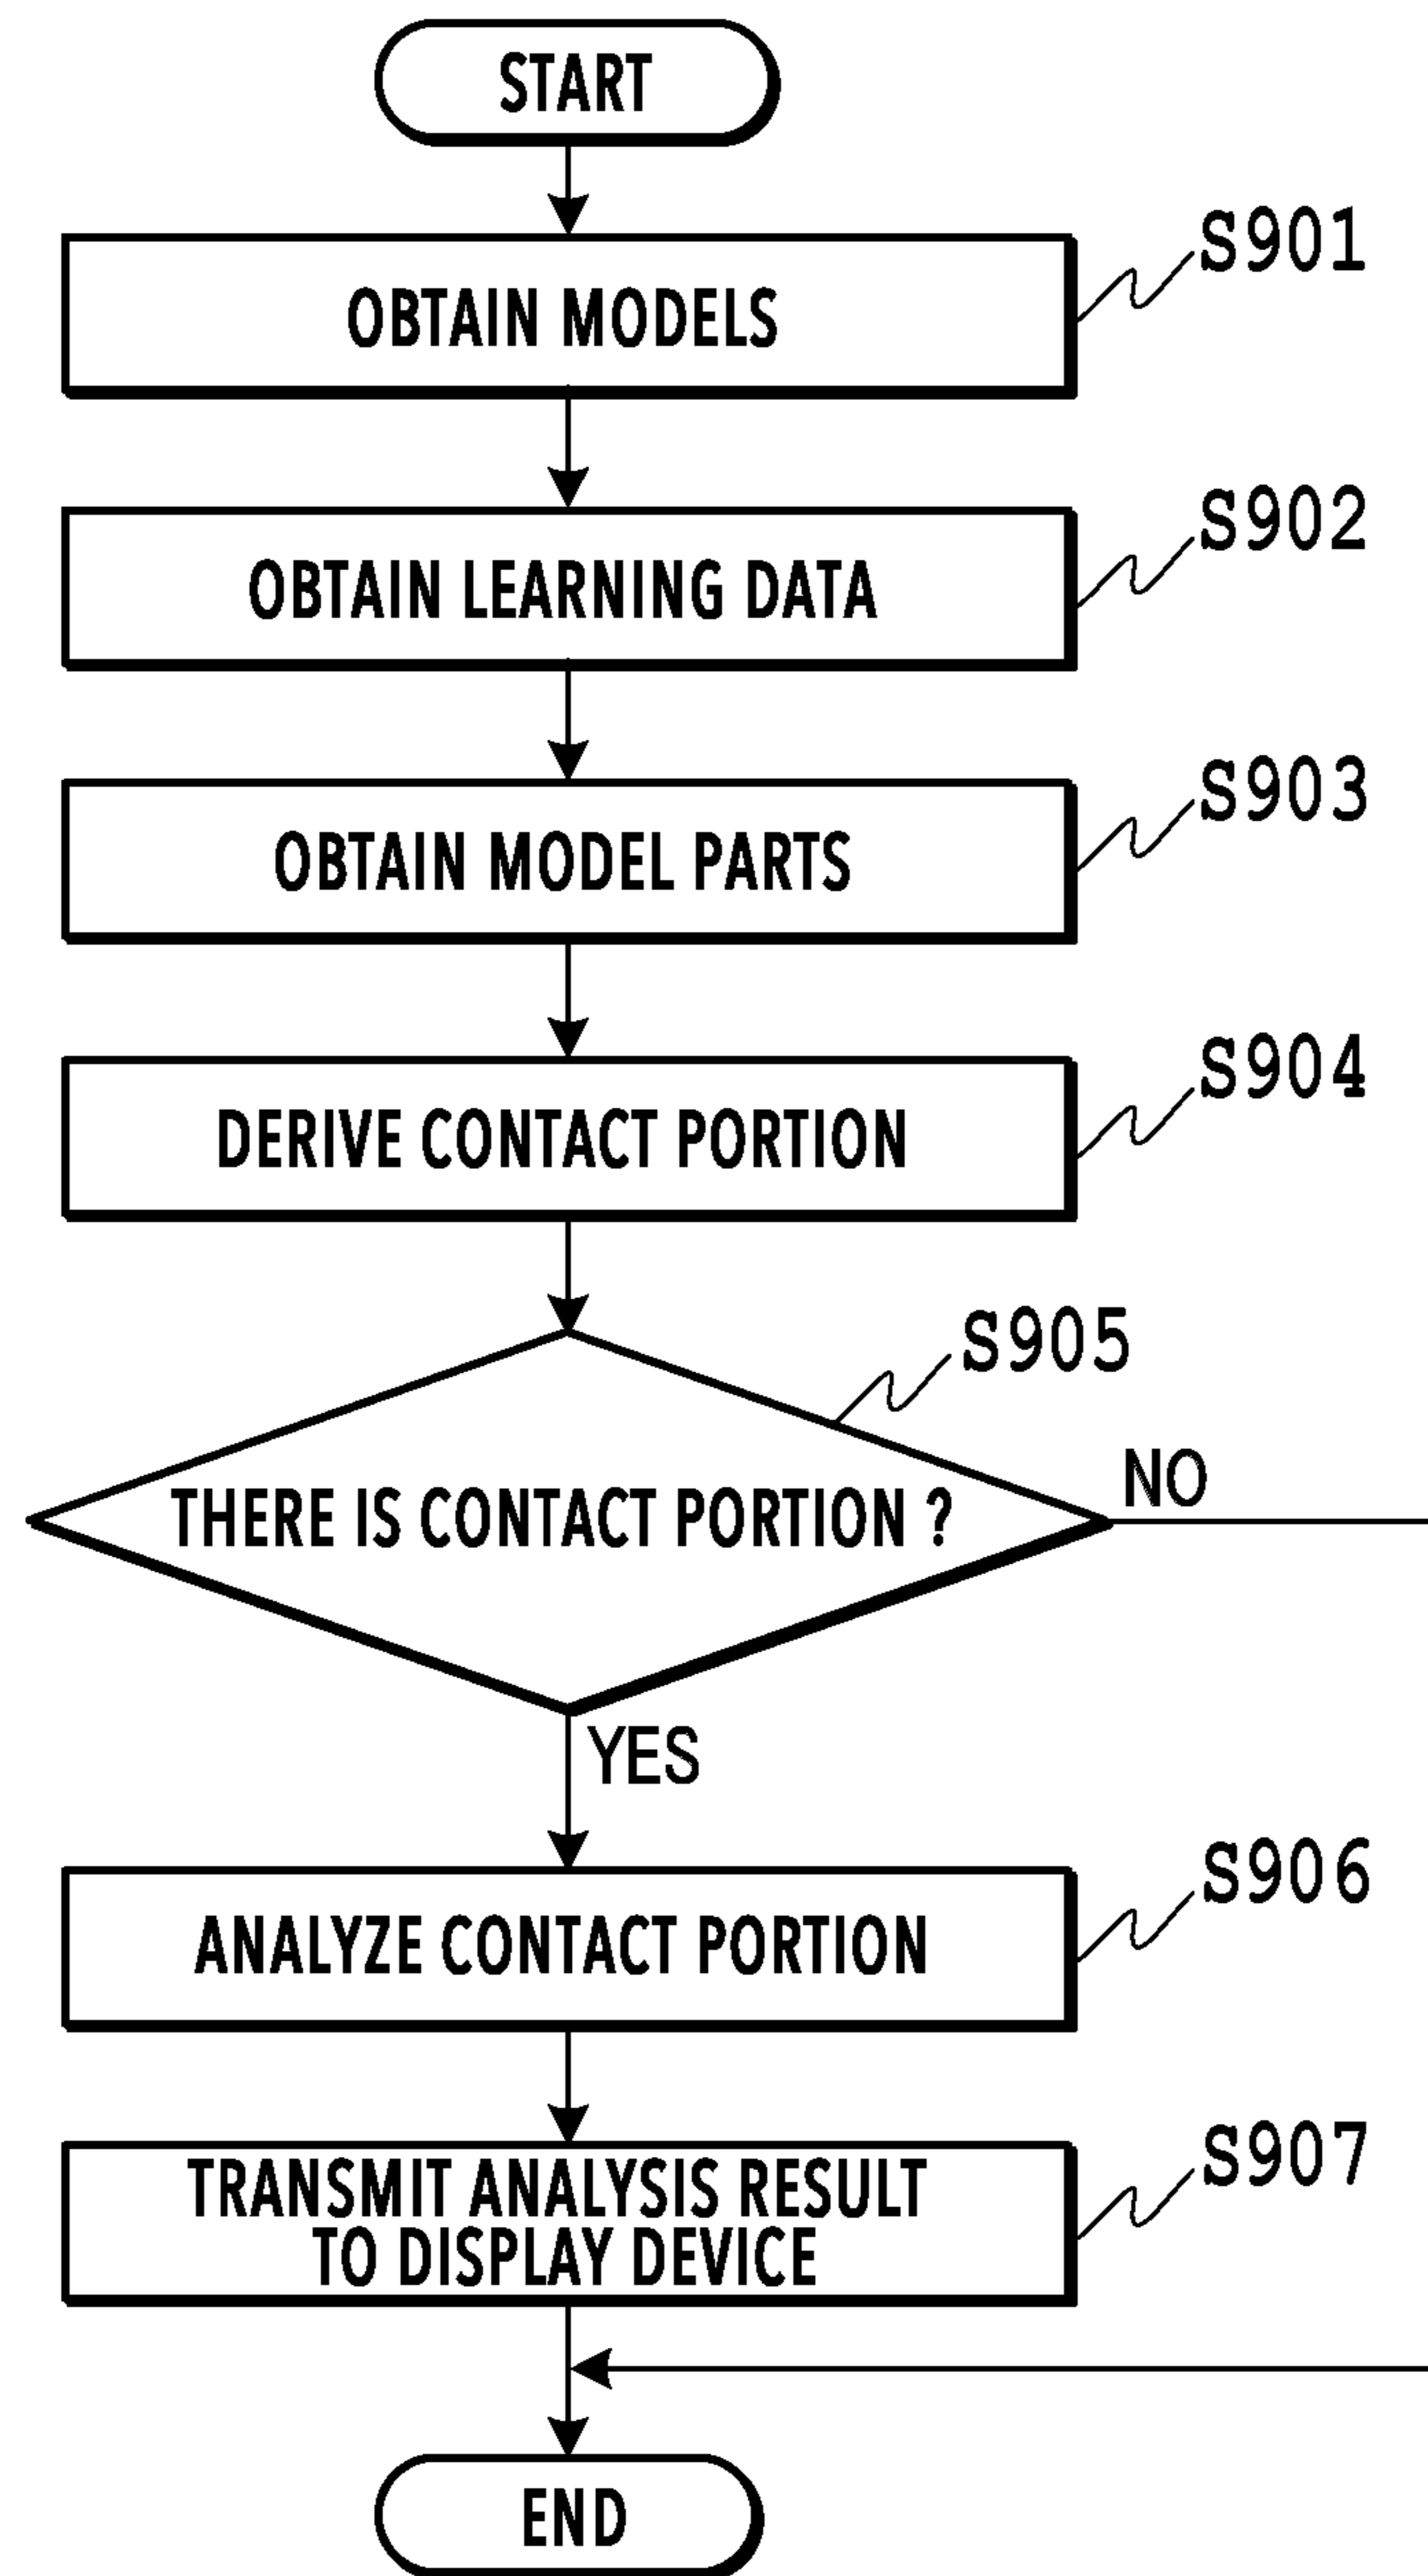 START
S901
OBTAIN MODELS
S902
OBTAIN LEARNING DATA
S903
OBTAIN MODEL PARTS
S904
DERIVE CONTACT PORTION
S905
THERE IS CONTACT PORTION ?
NO
YES
S906
ANALYZE CONTACT PORTION
S907
TRANSMIT ANALYSIS RESULT
TO DISPLAY DEVICE
END